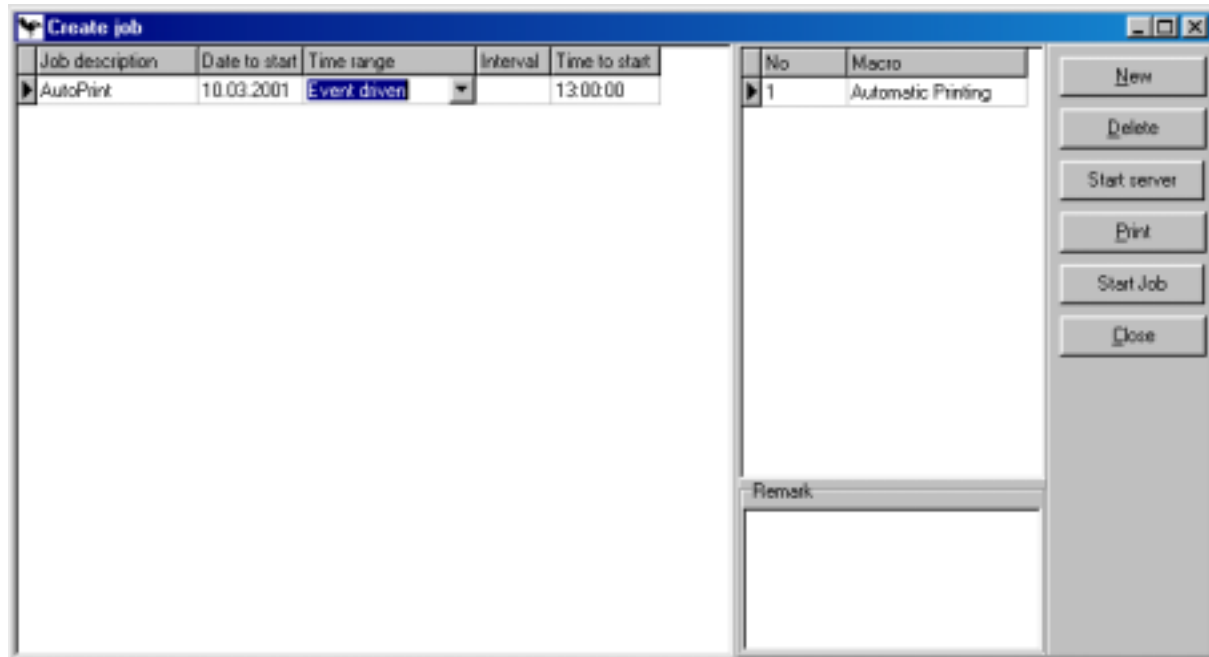 Create job
Job description Date to start Time range Interval Time to start
AutoPrint 10.03.2001 Event driven 13:00:00
No Macro
1 Automatic Printing
Remark
New
Delete
Start server
Print
Start Job
Close